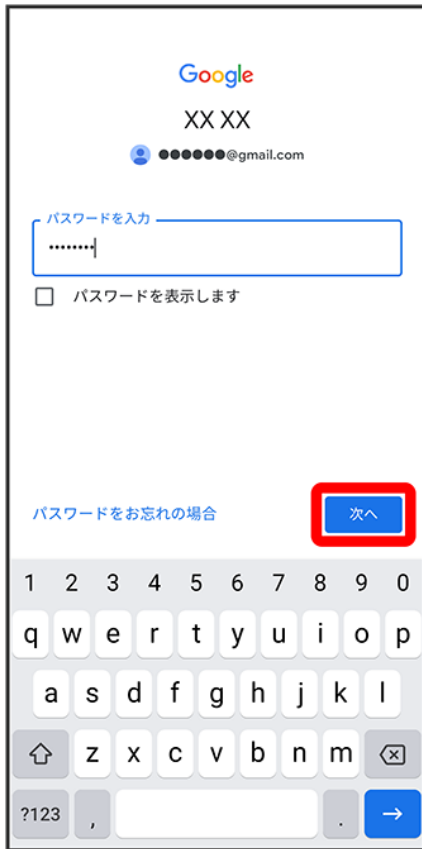 Google
XX XX
●●●●●●@gmail.com
パスワードを入力
••••••••
パスワードを表示します
パスワードをお忘れの場合
次へ
1 2 3 4 5 6 7 8 9 0
q w e r t y u i o p
a s d f g h j k l
z x c v b n m
?123 , .